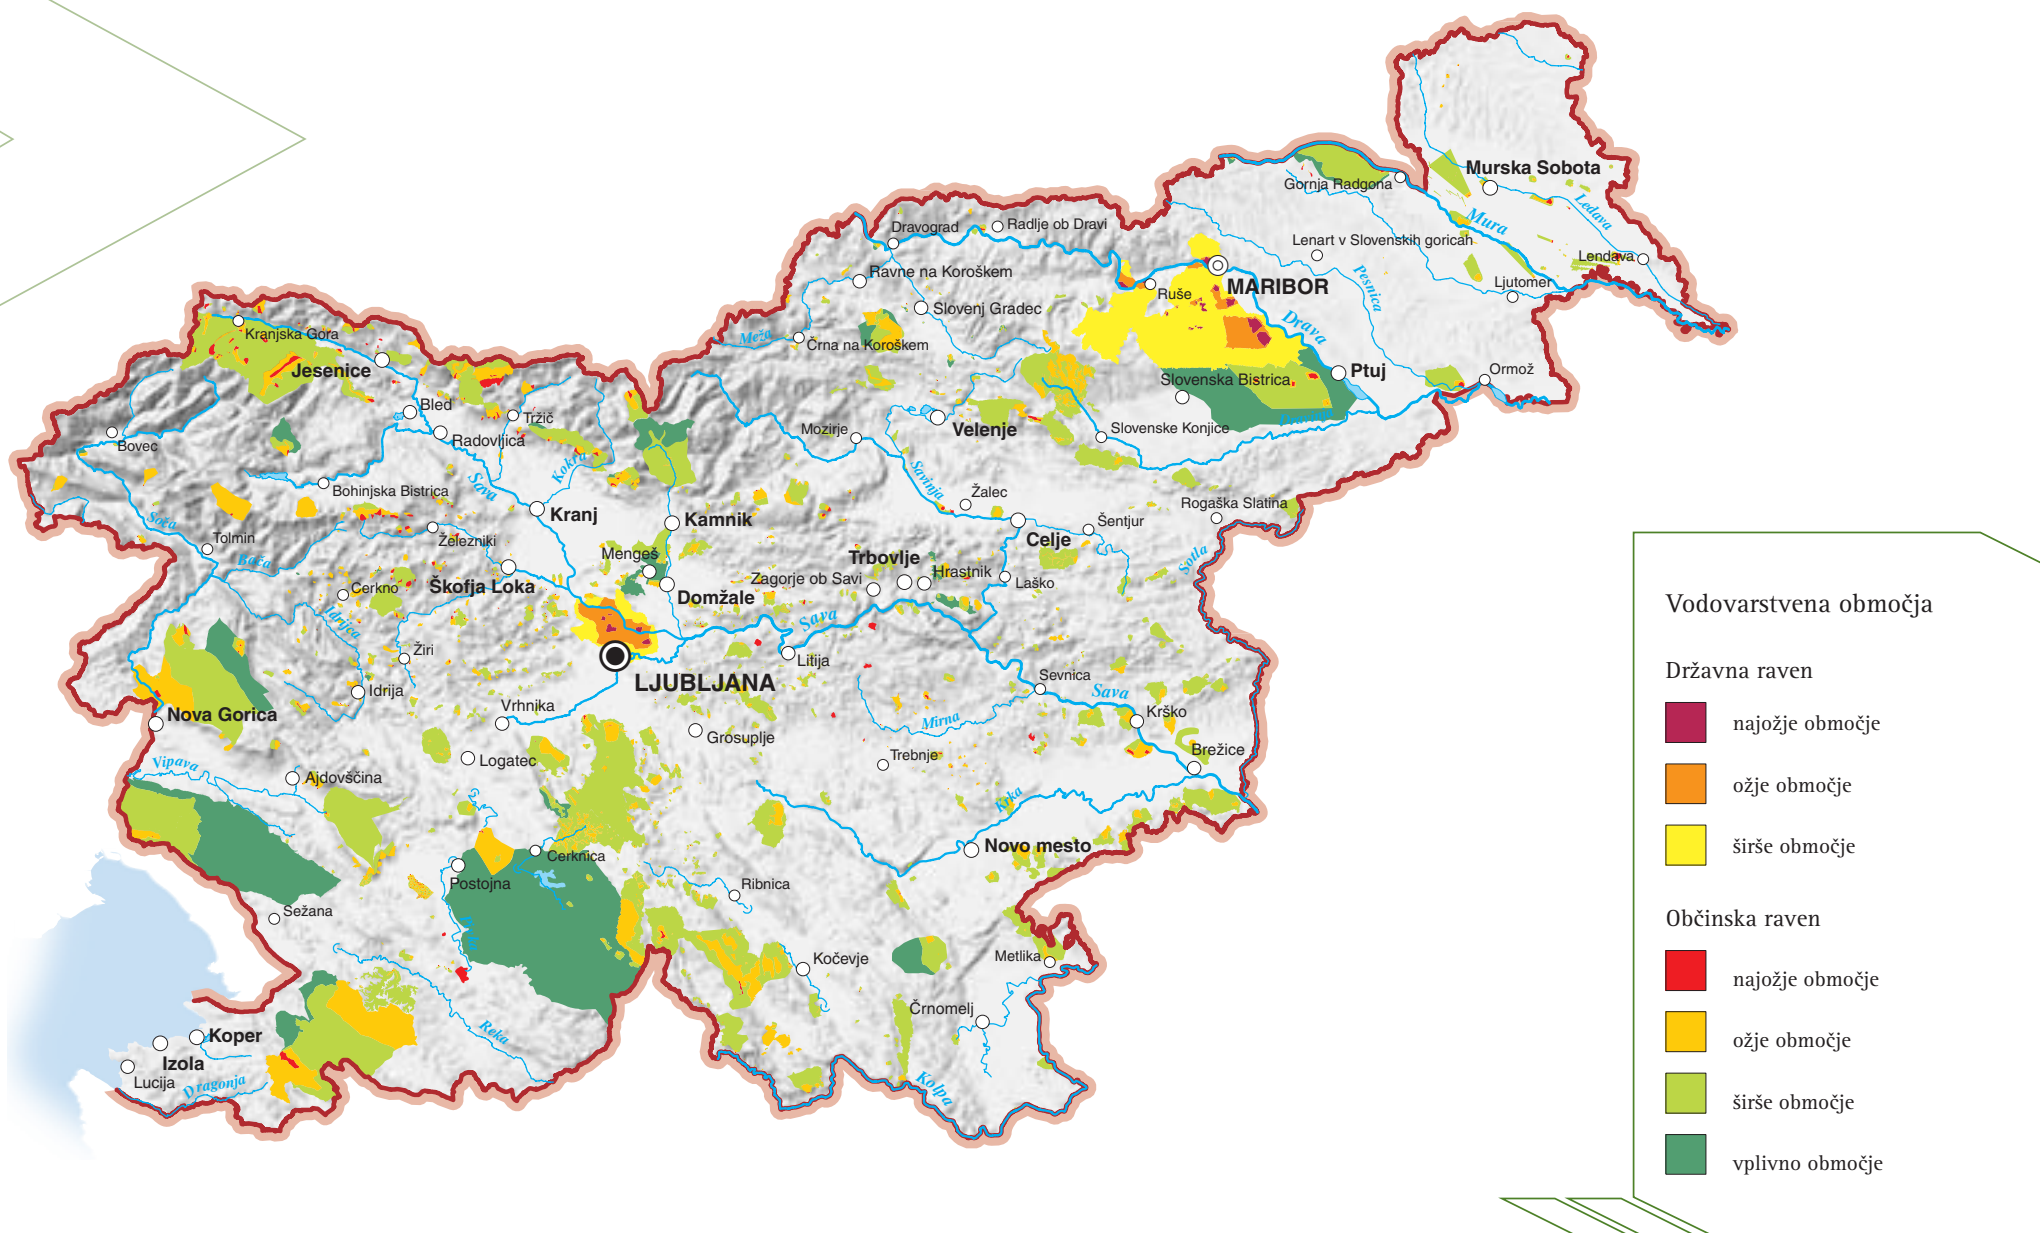 Murska Sobota
Gornja Radgona
Ledava
Mura
Dravograd
Radlje ob Dravi
Lenart v Slovenskih goricah
Lendava
Ravne na Koroškem
Pesnica
Ljutomer
MARIBOR
Ruše
Slovenj Gradec
Drava
Kranjska Gora
Meža
Črna na Koroškem
Jesenice
Ptuj
Ormož
Slovenska Bistrica
Bled
Tržič
Dravinja
Radovljica
Mozirje
Velenje
Slovenske Konjice
Bovec
Kokra
Savinja
Sava
Bohinjska Bistrica
Žalec
Rogaška Slatina
Soča
Kranj
Kamnik
Šentjur
Tolmin
Železniki
Celje
Mengeš
Trbovlje
Sotla
Bača
Hrastnik
Zagorje ob Savi
Laško
Cerkno
Škofja Loka
Domžale
Idrijca
Sava
Žiri
Litija
LJUBLJANA
Sevnica
Idrija
Sava
Vrhnika
Nova Gorica
Mirna
Krško
Grosuplje
Brežice
Trebnje
Logatec
Vipava
Ajdovščina
Krka
Novo mesto
Cerknica
Postojna
Ribnica
Sežana
Metlika
Kočevje
Črnomelj
Reka
Koper
Izola
Lucija
Dragonja
Kolpa
Vodovarstvena območja
Državna raven
najožje območje
ožje območje
širše območje
Občinska raven
najožje območje
ožje območje
širše območje
vplivno območje